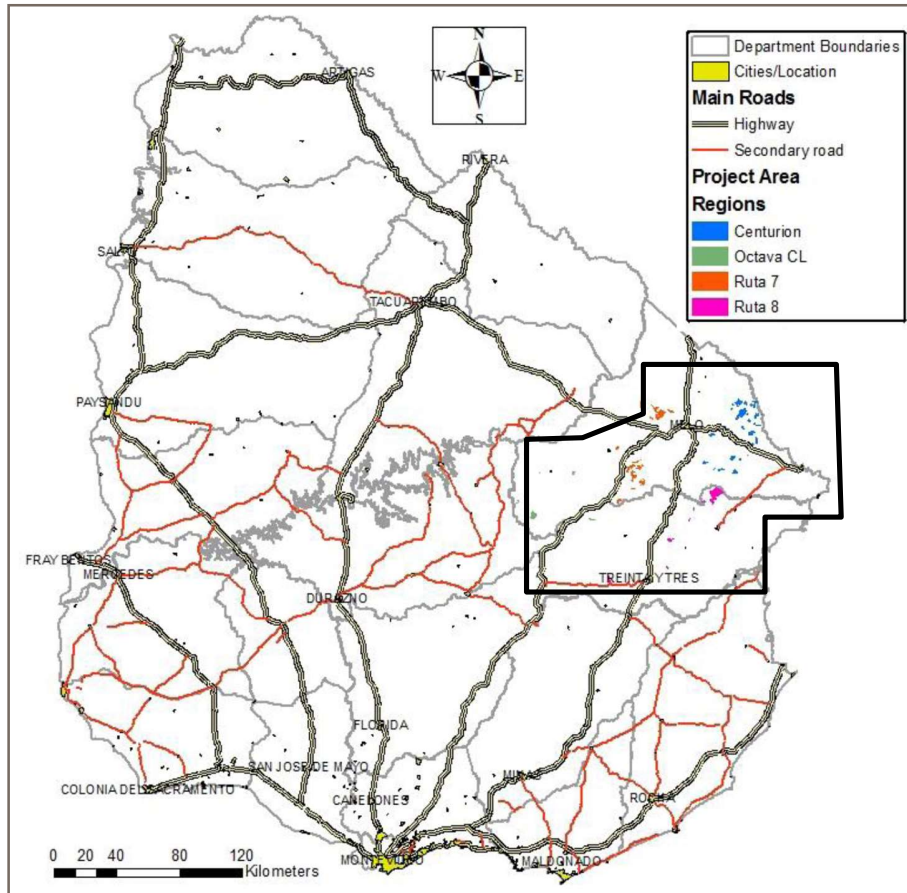 N
W E
S
Department Boundaries
Cities/Location
Main Roads
Highway
Secondary road
Project Area
Regions
Centurion
Octava CL
Ruta 7
Ruta 8
ARTIGAS
RIVERA
TACUAREMBO
PAYSANDU
MELO
FRAY BENTOS
MERCEDES
TREINTA Y TRES
DURAZNO
FLORIDA
SAN JOSE DE MAYO
COLONIA DEL SACRAMENTO
CANELONES
MINAS
ROCHA
MONTEVIDEO
MALDONADO
0 20 40 80 120
Kilometers